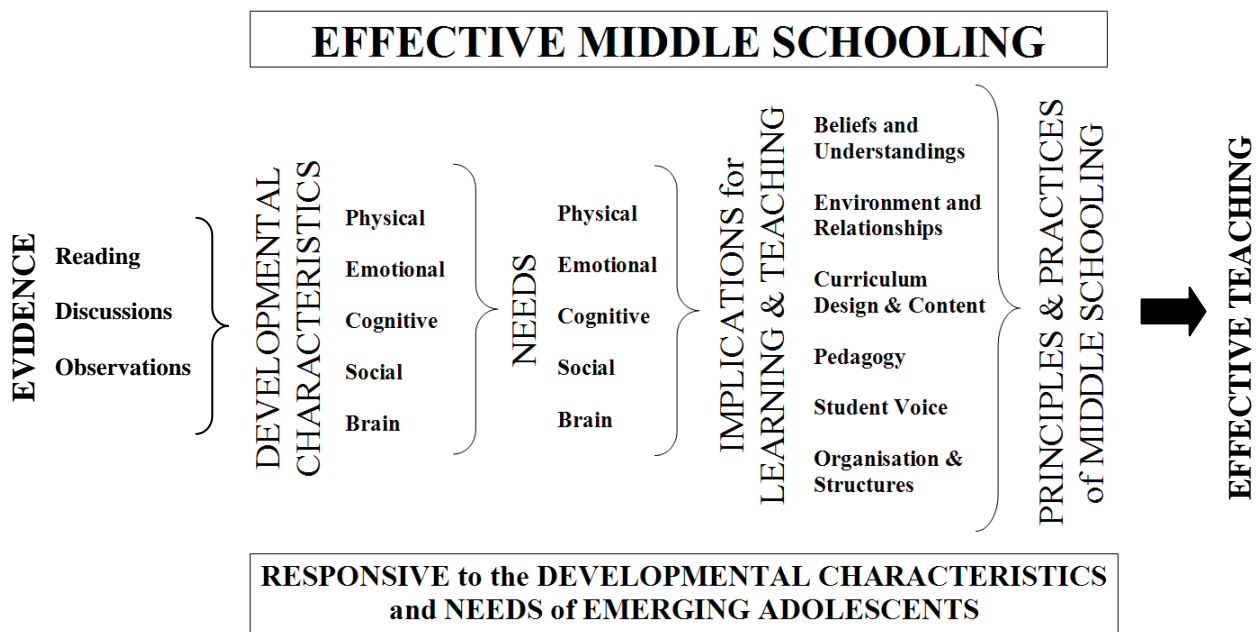 EFFECTIVE MIDDLE SCHOOLING
EVIDENCE
Reading
Discussions
Observations
DEVELOPMENTAL
CHARACTERISTICS
Physical
Emotional
Cognitive
Social
Brain
NEEDS
Physical
Emotional
Cognitive
Social
Brain
IMPLICATIONS for
LEARNING & TEACHING
Beliefs and
Understandings
Environment and
Relationships
Curriculum
Design & Content
Pedagogy
Student Voice
Organisation &
Structures
PRINCIPLES & PRACTICES
of MIDDLE SCHOOLING
EFFECTIVE TEACHING
RESPONSIVE to the DEVELOPMENTAL CHARACTERISTICS
and NEEDS of EMERGING ADOLESCENTS